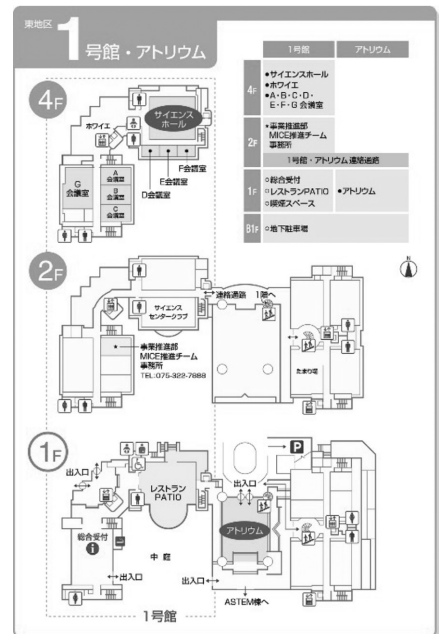 東地区
1号館・アトリウム
1号館 アトリウム
4F
●サイエンスホール
●ホワイエ
●A・B・C・D・
E・F・G 会議室
2F
★事業推進部
MICE推進チーム
事務所
1号館・アトリウム 連絡通路
1F
○総合受付
○レストランPATIO
○喫煙スペース
●アトリウム
B1F
○地下駐車場
4F
ホワイエ
サイエンス
ホール
F会議室
E会議室
D会議室
G
会議室
A
会議室
B
会議室
C
会議室
N
2F
サイエンス
センタークラブ
連絡通路
1階へ
★
事業推進部
MICE推進チーム
事務所
TEL:075-322-7888
たまり場
1F
出入口
レストラン
PATIO
出入口
P
アトリウム
総合受付
i
中庭
出入口
出入口
ASTEM棟へ
1号館